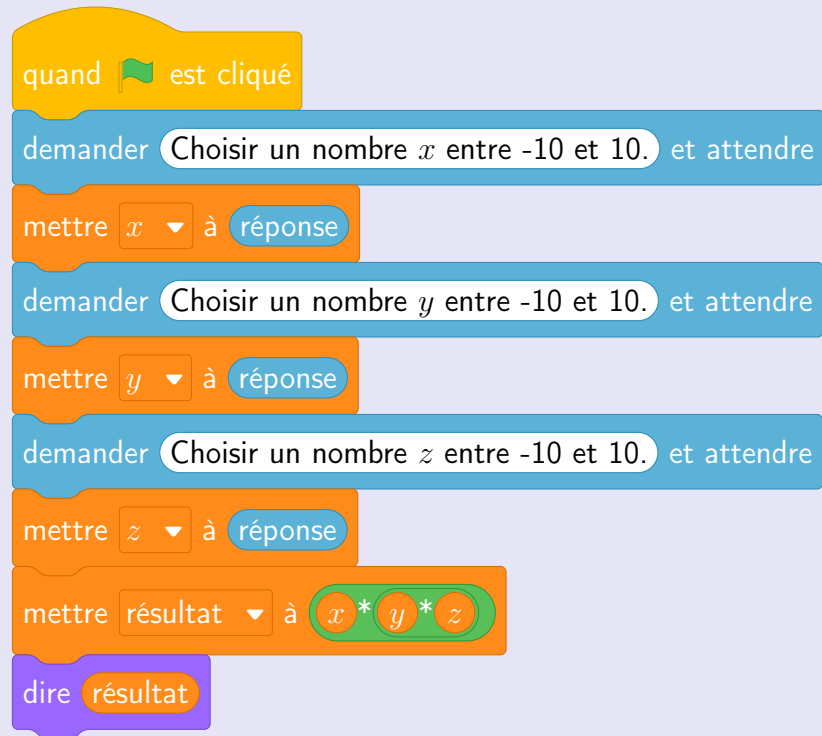 quand est cliqué
demander Choisir un nombre x entre -10 et 10. et attendre
mettre x à réponse
demander Choisir un nombre y entre -10 et 10. et attendre
mettre y à réponse
demander Choisir un nombre z entre -10 et 10. et attendre
mettre z à réponse
mettre résultat à x * y * z
dire résultat